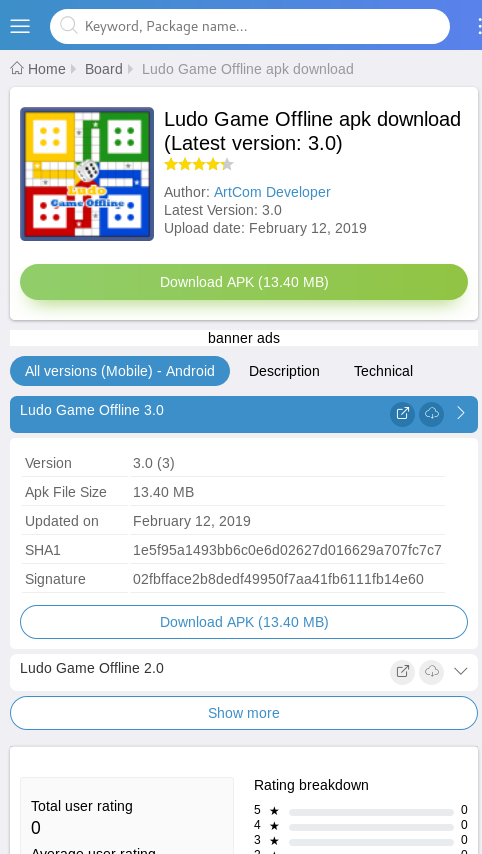 Keyword, Package name...
Home Board Ludo Game Offline apk download
Ludo Game Offline apk download
(Latest version: 3.0)
Ludo
Game Offline
Author: ArtCom Developer
Latest Version: 3.0
Upload date: February 12, 2019
Download APK (13.40 MB)
banner ads
All versions (Mobile) - Android Description Technical
Ludo Game Offline 3.0
Version 3.0 (3)
Apk File Size 13.40 MB
Updated on February 12, 2019
SHA1 1e5f95a1493bb6c0e6d02627d016629a707fc7c7
Signature 02fbfface2b8dedf49950f7aa41fb6111fb14e60
Download APK (13.40 MB)
Ludo Game Offline 2.0
Show more
Total user rating
0
Average user rating
Rating breakdown
5 ★ 0
4 ★ 0
3 ★ 0